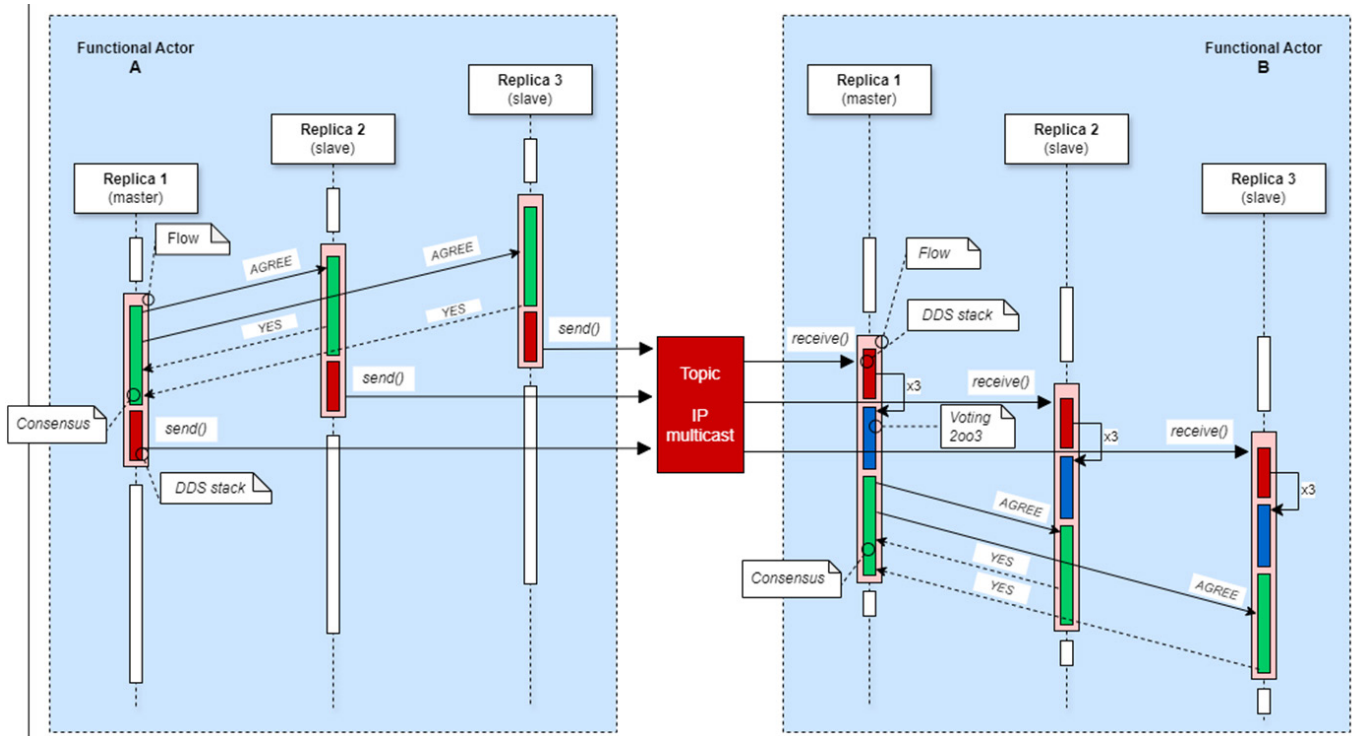 Functional Actor
A
Replica 3
(slave)
Replica 2
(slave)
Replica 1
(master)
Flow
AGREE
AGREE
YES
YES
send()
send()
send()
Consensus
DDS stack
Topic
IP
multicast
Functional Actor
B
Replica 1
(master)
Replica 2
(slave)
Replica 3
(slave)
Flow
DDS stack
receive()
x3
receive()
Voting
2oo3
x3
receive()
x3
AGREE
YES
Consensus
YES
AGREE